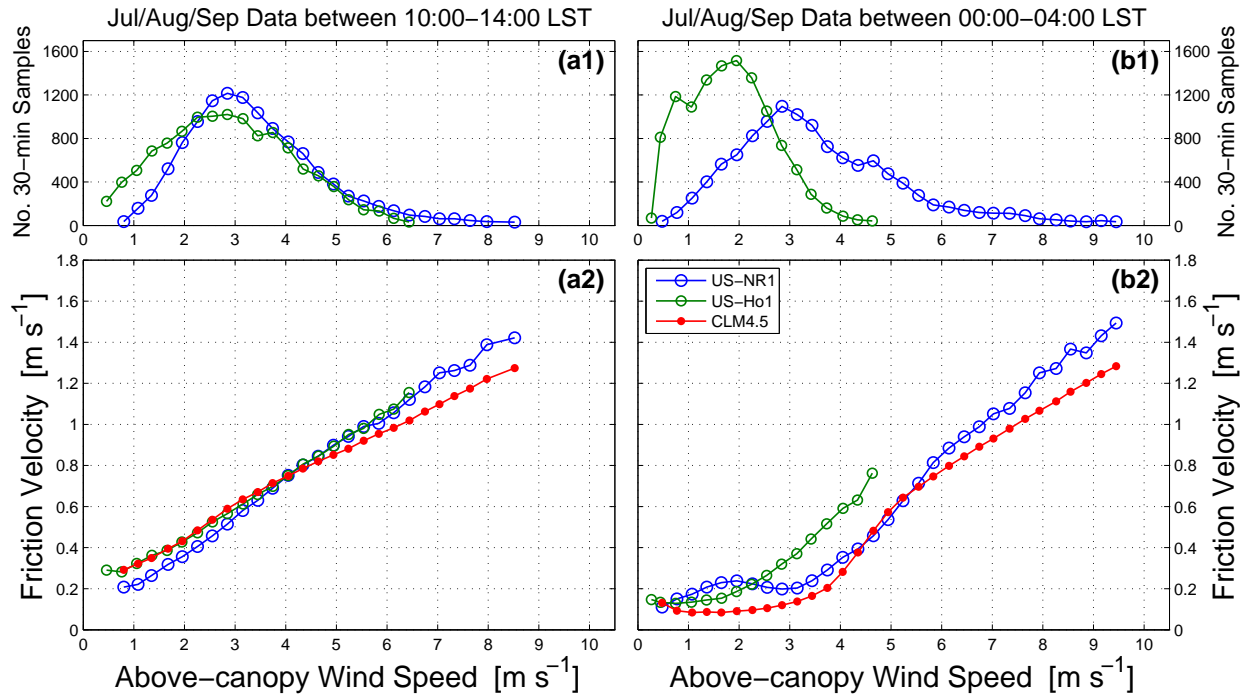 Jul/Aug/Sep Data between 10:00−14:00 LST
Jul/Aug/Sep Data between 00:00−04:00 LST
No. 30−min Samples
1600
1200
800
400
0
(a1)
0 1 2 3 4 5 6 7 8 9 10
(b1)
1600
1200
800
400
0
No. 30−min Samples
0 1 2 3 4 5 6 7 8 9 10
Friction Velocity [m s⁻¹]
1.8
1.6
1.4
1.2
1
0.8
0.6
0.4
0.2
0
(a2)
0 1 2 3 4 5 6 7 8 9 10
Above−canopy Wind Speed [m s⁻¹]
US−NR1
US−Ho1
CLM4.5
(b2)
1.8
1.6
1.4
1.2
1
0.8
0.6
0.4
0.2
0
Friction Velocity [m s⁻¹]
0 1 2 3 4 5 6 7 8 9 10
Above−canopy Wind Speed [m s⁻¹]